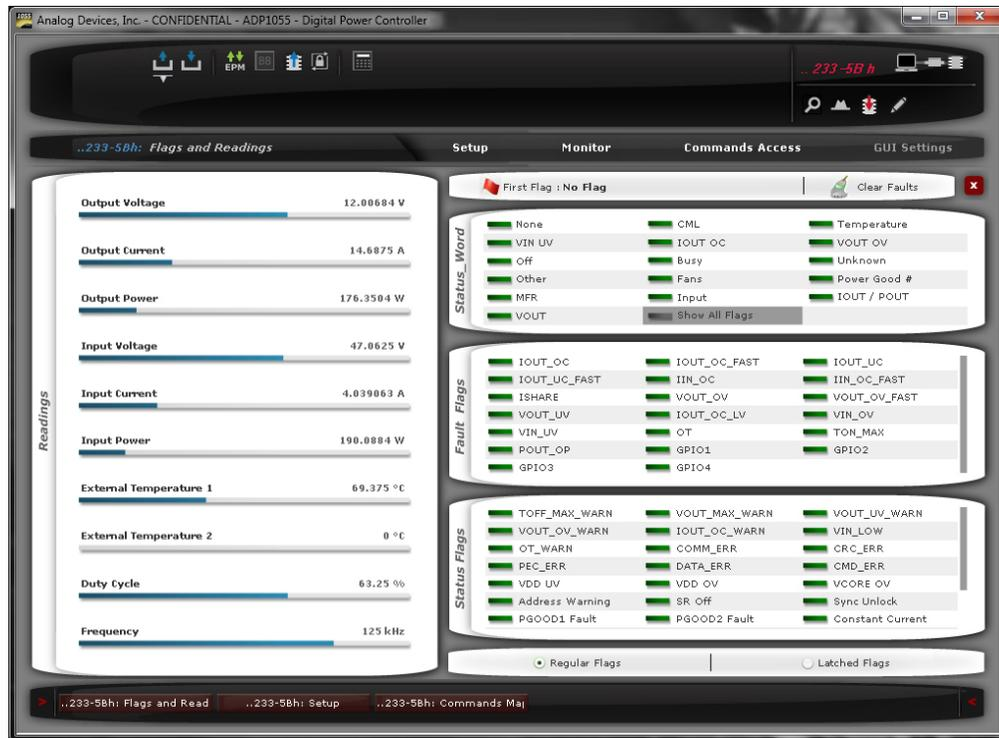 1055 Analog Devices, Inc. - CONFIDENTIAL - ADP1055 - Digital Power Controller
EPM 88
..233-5B h
..233-5Bh: Flags and Readings Setup Monitor Commands Access GUI Settings
Readings
Output Voltage 12.00684 V
Output Current 14.6875 A
Output Power 176.3504 W
Input Voltage 47.0625 V
Input Current 4.039063 A
Input Power 190.0884 W
External Temperature 1 69.375 °C
External Temperature 2 0 °C
Duty Cycle 63.25 %
Frequency 125 kHz
First Flag : No Flag Clear Faults x
Status_Word
None CML Temperature
VIN UV IOUT OC VOUT OV
Off Busy Unknown
Other Fans Power Good #
MFR Input IOUT / POUT
VOUT Show All Flags
Fault Flags
IOUT_OC IOUT_OC_FAST IOUT_UC
IOUT_UC_FAST IIN_OC IIN_OC_FAST
ISHARE VOUT_OV VOUT_OV_FAST
VOUT_UV IOUT_OC_LV VIN_OV
VIN_UV OT TON_MAX
POUT_OP GPIO1 GPIO2
GPIO3 GPIO4
Status Flags
TOFF_MAX_WARN VOUT_MAX_WARN VOUT_UV_WARN
VOUT_OV_WARN IOUT_OC_WARN VIN_LOW
OT_WARN COMM_ERR CRC_ERR
PEC_ERR DATA_ERR CMD_ERR
VDD UV VDD OV VCORE OV
Address Warning SR Off Sync Unlock
PGOOD1 Fault PGOOD2 Fault Constant Current
Regular Flags Latched Flags
> ..233-5Bh: Flags and Read ..233-5Bh: Setup ..233-5Bh: Commands Ma <